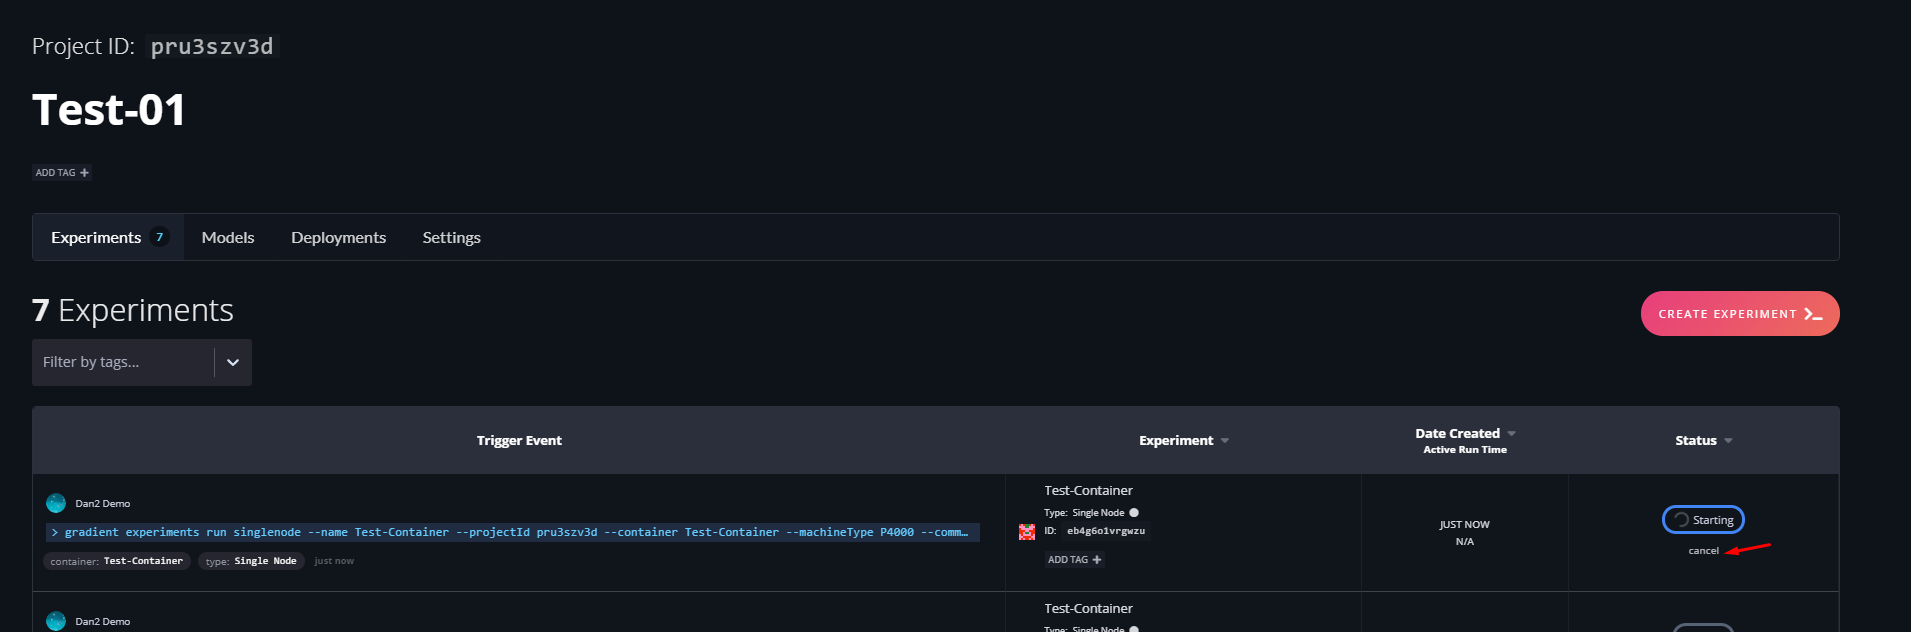 Project ID: pru3szv3d
Test-01
ADD TAG +
Experiments 7 Models Deployments Settings
7 Experiments
CREATE EXPERIMENT >_
Filter by tags...
Trigger Event Experiment Date Created Status
Active Run Time
Dan2 Demo
> gradient experiments run singlenode --name Test-Container --projectId pru3szv3d --container Test-Container --machineType P4000 --comm…
container: Test-Container type: Single Node just now
Test-Container
Type: Single Node
ID: eb4g6o1vrgwzu
ADD TAG +
JUST NOW
N/A
Starting
cancel
Dan2 Demo
Test-Container
Type: Single Node